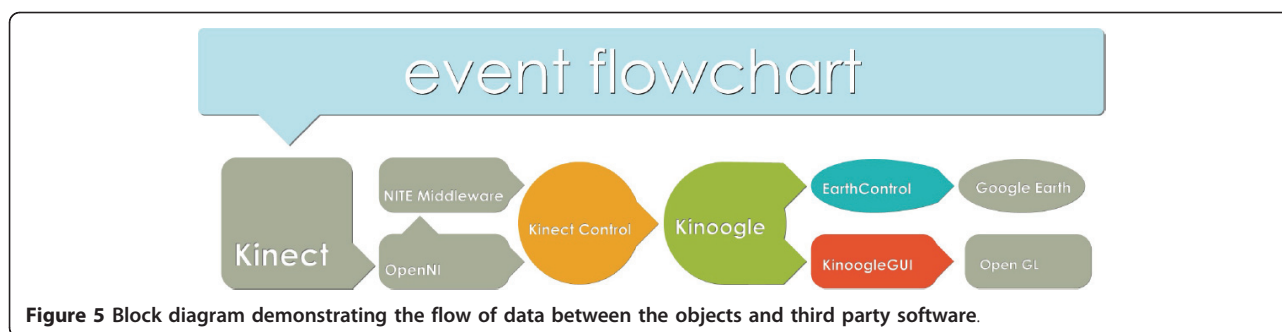 event flowchart
Kinect
NITE Middleware
OpenNI
Kinect Control
Kinoogle
EarthControl
Google Earth
KinoogleGUI
Open GL
Figure 5 Block diagram demonstrating the flow of data between the objects and third party software.